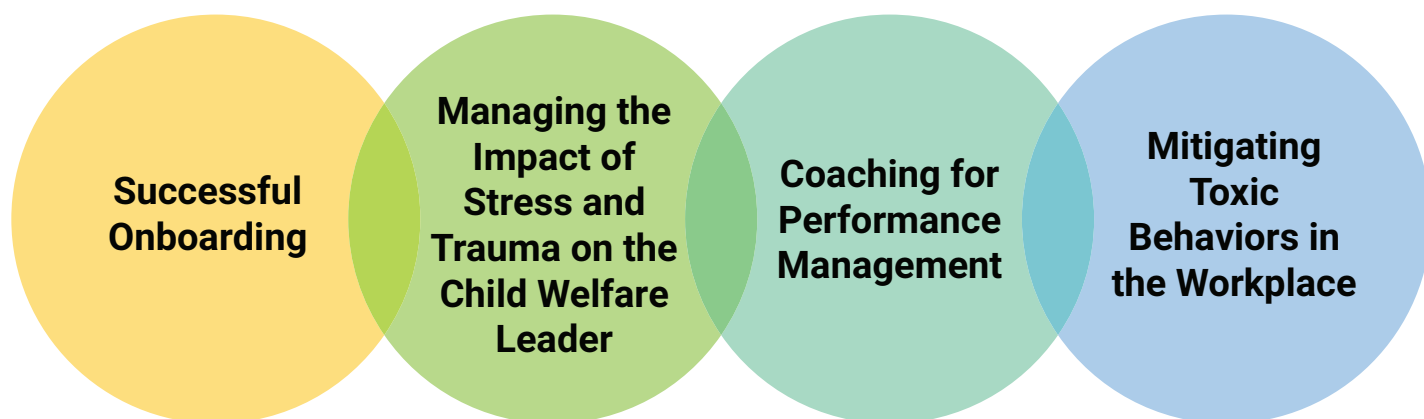 Successful
Onboarding
Managing the
Impact of
Stress and
Trauma on the
Child Welfare
Leader
Coaching for
Performance
Management
Mitigating
Toxic
Behaviors in
the Workplace